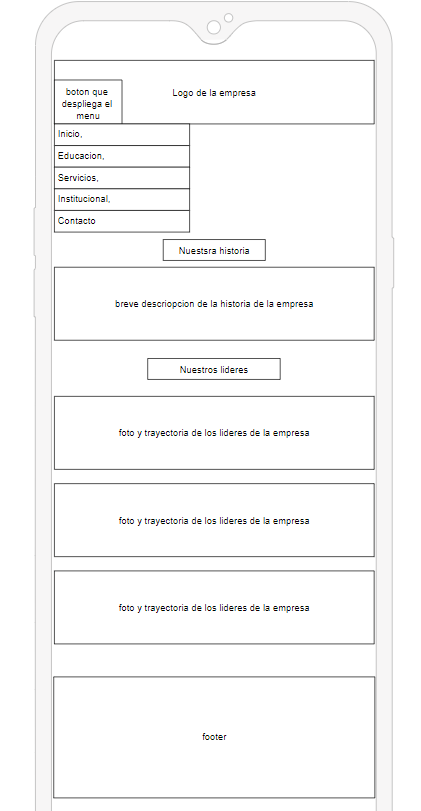 Logo de la empresa
boton que
despliega el
menu
Inicio,
Educacion,
Servicios,
Institucional,
Contacto
Nuestsra historia
breve descriopcion de la historia de la empresa
Nuestros lideres
foto y trayectoria de los lideres de la empresa
foto y trayectoria de los lideres de la empresa
foto y trayectoria de los lideres de la empresa
footer